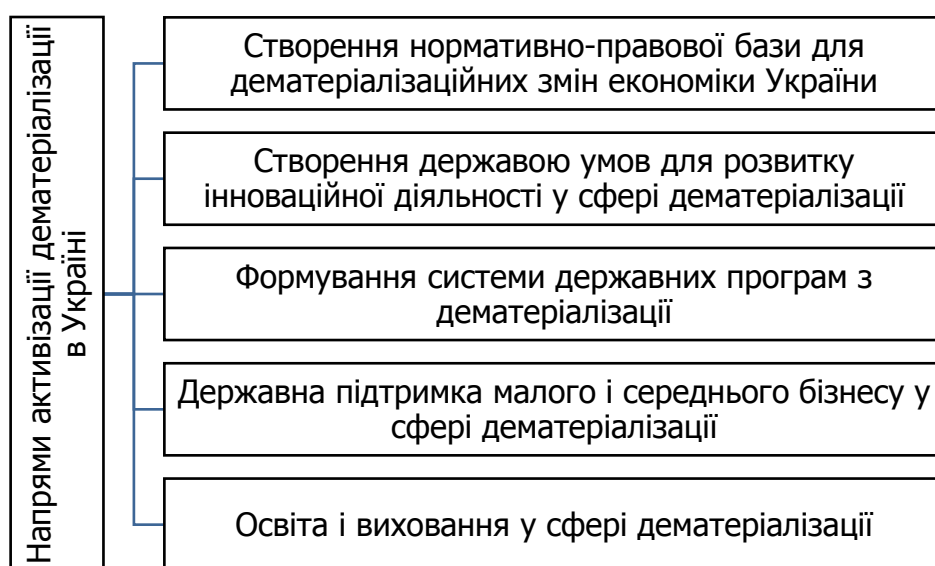 Напрями активізації дематеріалізації
в Україні
Створення нормативно-правової бази для
дематеріалізаційних змін економіки України
Створення державою умов для розвитку
інноваційної діяльності у сфері дематеріалізації
Формування системи державних програм з
дематеріалізації
Державна підтримка малого і середнього бізнесу у
сфері дематеріалізації
Освіта і виховання у сфері дематеріалізації